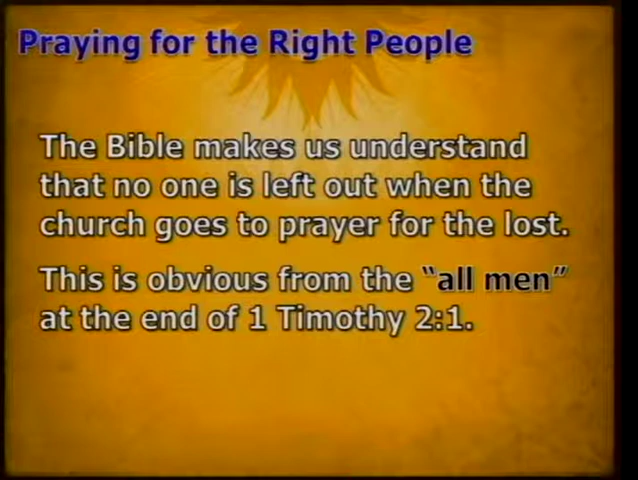 Praying for the Right People
The Bible makes us understand
that no one is left out when the
church goes to prayer for the lost.
This is obvious from the “all men”
at the end of 1 Timothy 2:1.